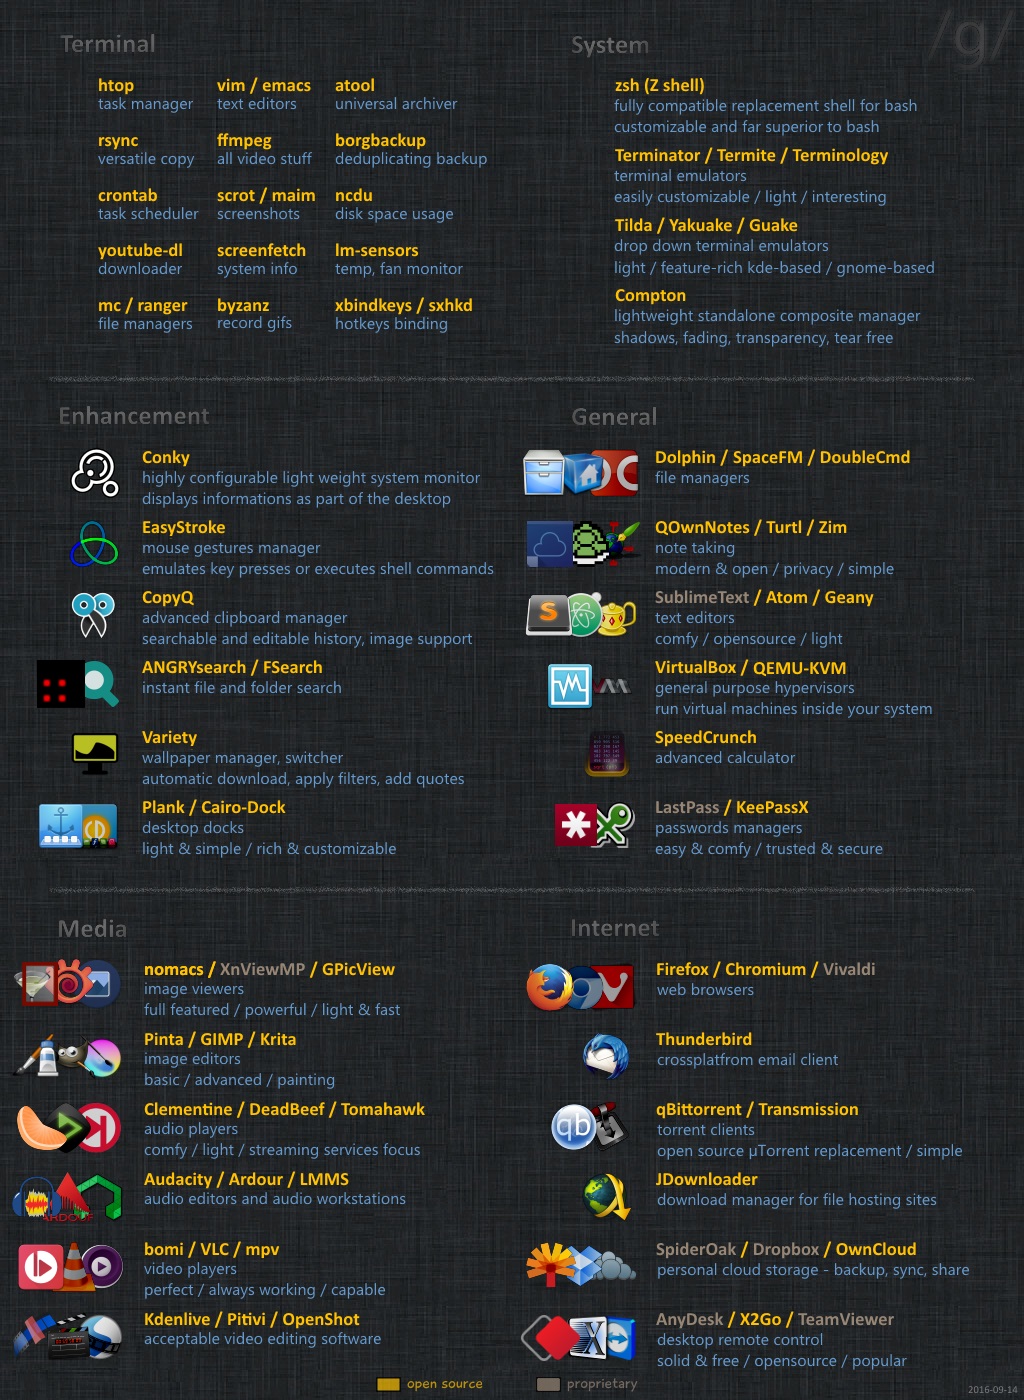 /g/
Terminal
htop
task manager
vim / emacs
text editors
atool
universal archiver
rsync
versatile copy
ffmpeg
all video stuff
borgbackup
deduplicating backup
crontab
task scheduler
scrot / maim
screenshots
ncdu
disk space usage
youtube-dl
downloader
screenfetch
system info
lm-sensors
temp, fan monitor
mc / ranger
file managers
byzanz
record gifs
xbindkeys / sxhkd
hotkeys binding
System
zsh (Z shell)
fully compatible replacement shell for bash
customizable and far superior to bash
Terminator / Termite / Terminology
terminal emulators
easily customizable / light / interesting
Tilda / Yakuake / Guake
drop down terminal emulators
light / feature-rich kde-based / gnome-based
Compton
lightweight standalone composite manager
shadows, fading, transparency, tear free
Enhancement
Conky
highly configurable light weight system monitor
displays informations as part of the desktop
EasyStroke
mouse gestures manager
emulates key presses or executes shell commands
CopyQ
advanced clipboard manager
searchable and editable history, image support
ANGRYsearch / FSearch
instant file and folder search
Variety
wallpaper manager, switcher
automatic download, apply filters, add quotes
Plank / Cairo-Dock
desktop docks
light & simple / rich & customizable
General
Dolphin / SpaceFM / DoubleCmd
file managers
QOwnNotes / Turtl / Zim
note taking
modern & open / privacy / simple
SublimeText / Atom / Geany
text editors
comfy / opensource / light
VirtualBox / QEMU-KVM
general purpose hypervisors
run virtual machines inside your system
SpeedCrunch
advanced calculator
LastPass / KeePassX
passwords managers
easy & comfy / trusted & secure
Media
nomacs / XnViewMP / GPicView
image viewers
full featured / powerful / light & fast
Pinta / GIMP / Krita
image editors
basic / advanced / painting
Clementine / DeadBeef / Tomahawk
audio players
comfy / light / streaming services focus
Audacity / Ardour / LMMS
audio editors and audio workstations
bomi / VLC / mpv
video players
perfect / always working / capable
Kdenlive / Pitivi / OpenShot
acceptable video editing software
Internet
Firefox / Chromium / Vivaldi
web browsers
Thunderbird
crossplatfrom email client
qb
qBittorrent / Transmission
torrent clients
open source µTorrent replacement / simple
JDownloader
download manager for file hosting sites
SpiderOak / Dropbox / OwnCloud
personal cloud storage - backup, sync, share
AnyDesk / X2Go / TeamViewer
desktop remote control
solid & free / opensource / popular
open source
proprietary
2016-09-14